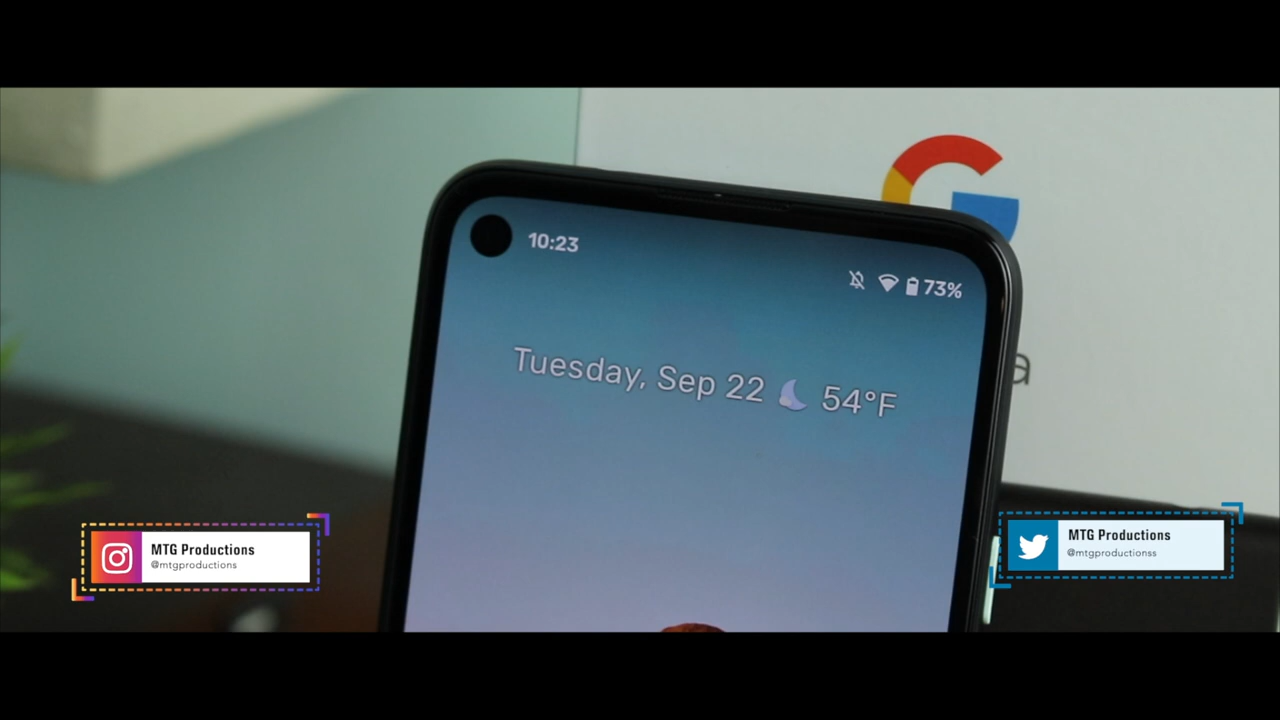 10:23
73%
Tuesday, Sep 22 54°F
a
MTG Productions
@mtgproductions
MTG Productions
@mtgproductionss